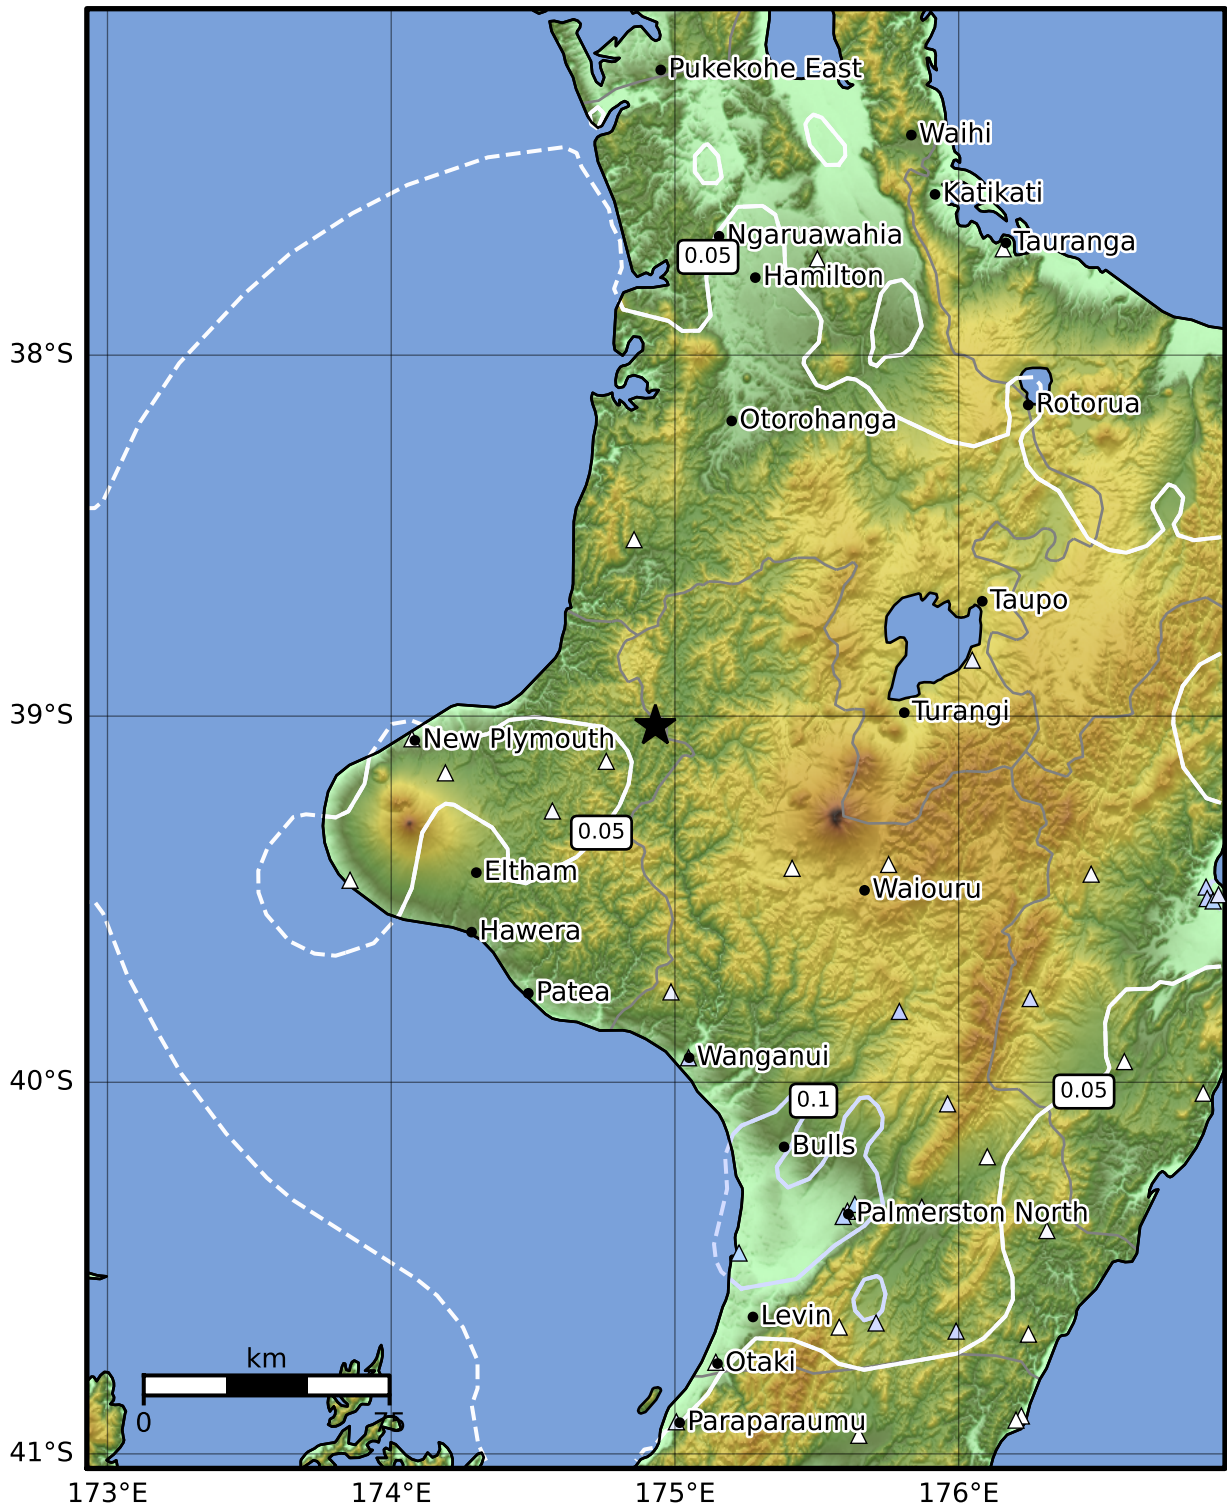 Pukekohe East
Waihi
Katikati
Tauranga
Ngaruawahia
0.05
Hamilton
38°S
Rotorua
Otorohanga
Taupo
39°S
Turangi
New Plymouth
0.05
Eltham
Waiouru
Hawera
Patea
Wanganui
40°S
0.05
0.1
Bulls
Palmerston North
Levin
km
Otaki
0
75
Paraparaumu
41°S
173°E
174°E
175°E
176°E